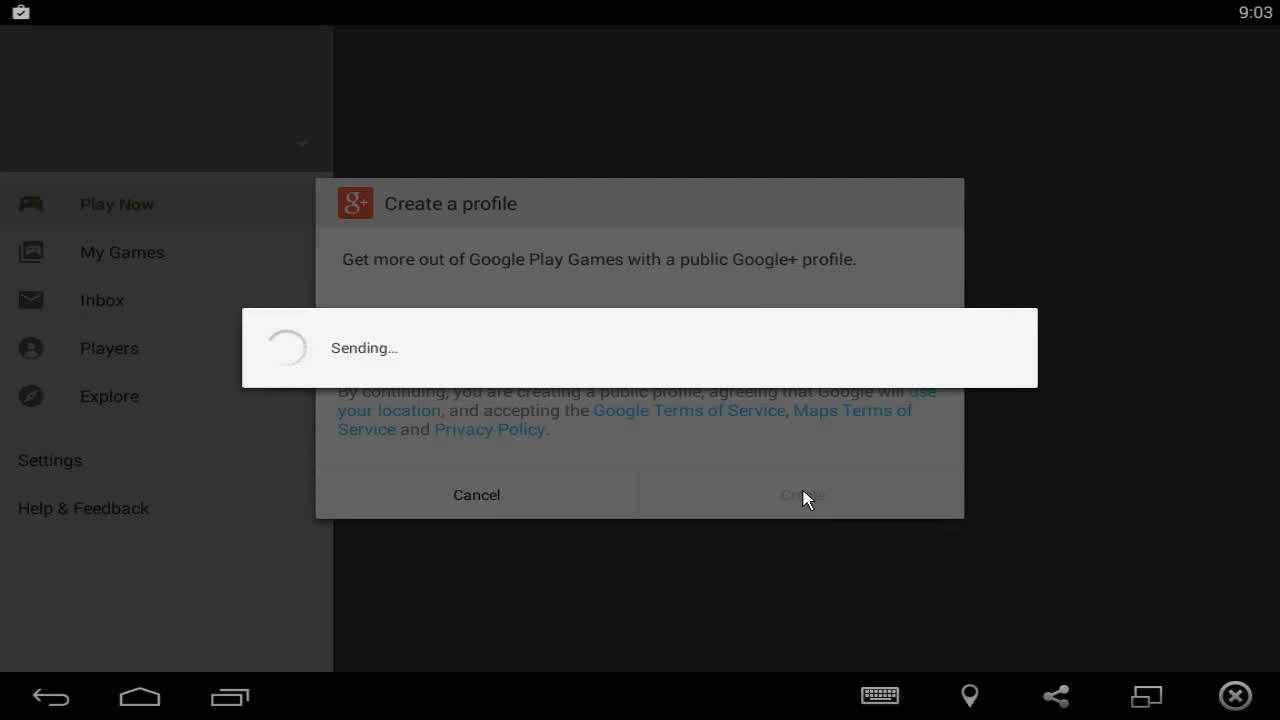 9:03
Play Now
My Games
Inbox
Players
Explore
Settings
Help & Feedback
g+ Create a profile
Get more out of Google Play Games with a public Google+ profile.
Sending...
By continuing, you are creating a public profile, agreeing that Google will use
your location, and accepting the Google Terms of Service, Maps Terms of
Service and Privacy Policy.
Cancel
Create